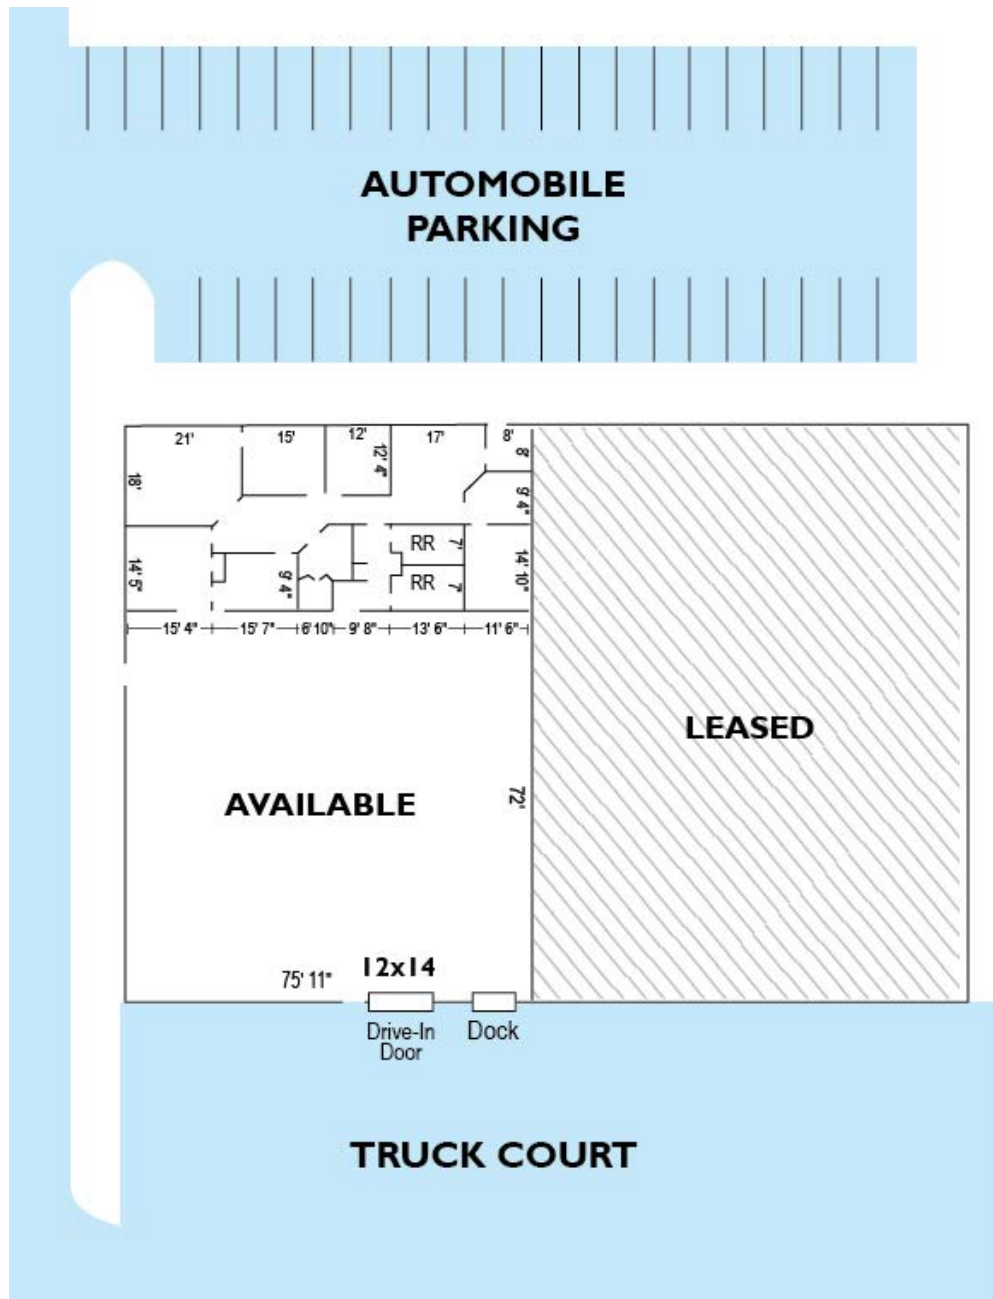 AUTOMOBILE
PARKING
21'
15'
12'
17'
8'
8'
12' 4"
18'
9' 4"
RR
7'
14' 5"
9' 4"
RR
7'
14' 10"
15' 4"
15' 7"
6' 10"
9' 8"
13' 6"
11' 6"
LEASED
AVAILABLE
72'
75' 11"
12x14
Drive-In
Door
Dock
TRUCK COURT